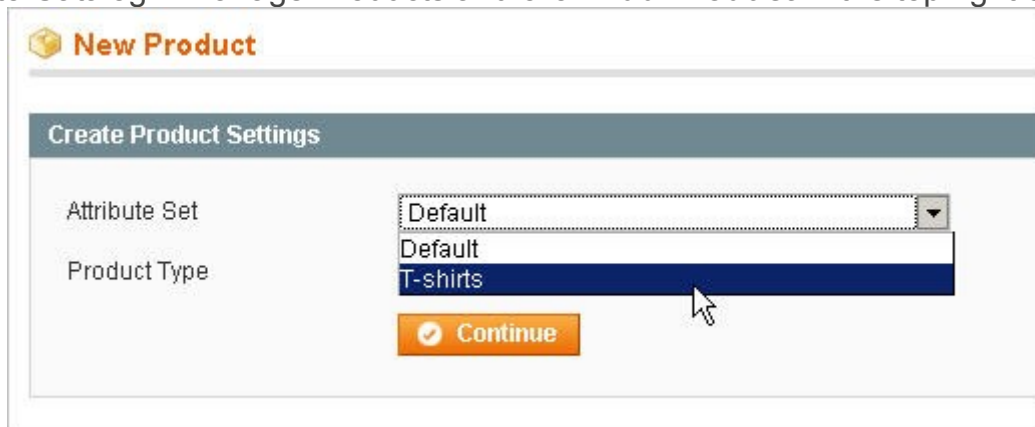 New Product
Create Product Settings
Attribute Set
Default
Default
Product Type
T-shirts
Continue